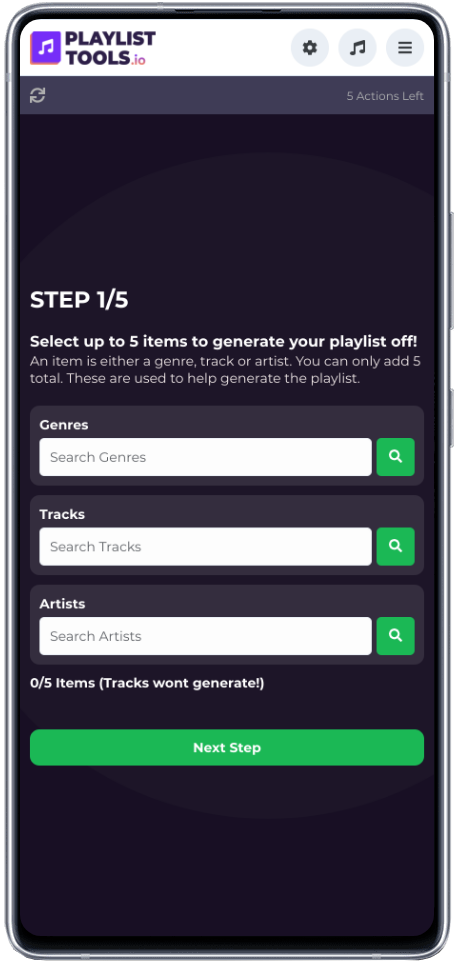 PLAYLIST
TOOLS.io
5 Actions Left
STEP 1/5
Select up to 5 items to generate your playlist off!
An item is either a genre, track or artist. You can only add 5
total. These are used to help generate the playlist.
Genres
Search Genres
Tracks
Search Tracks
Artists
Search Artists
0/5 Items (Tracks wont generate!)
Next Step